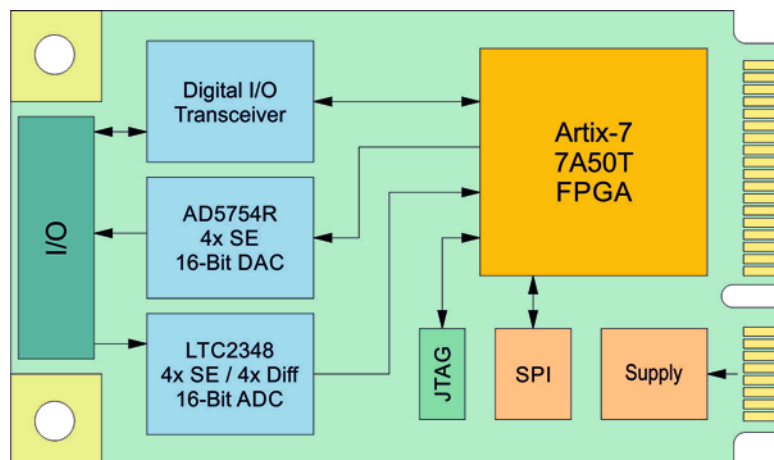 Digital I/O
Transceiver
Artix-7
7A50T
FPGA
I/O
AD5754R
4x SE
16-Bit DAC
LTC2348
4x SE / 4x Diff
16-Bit ADC
JTAG
SPI
Supply